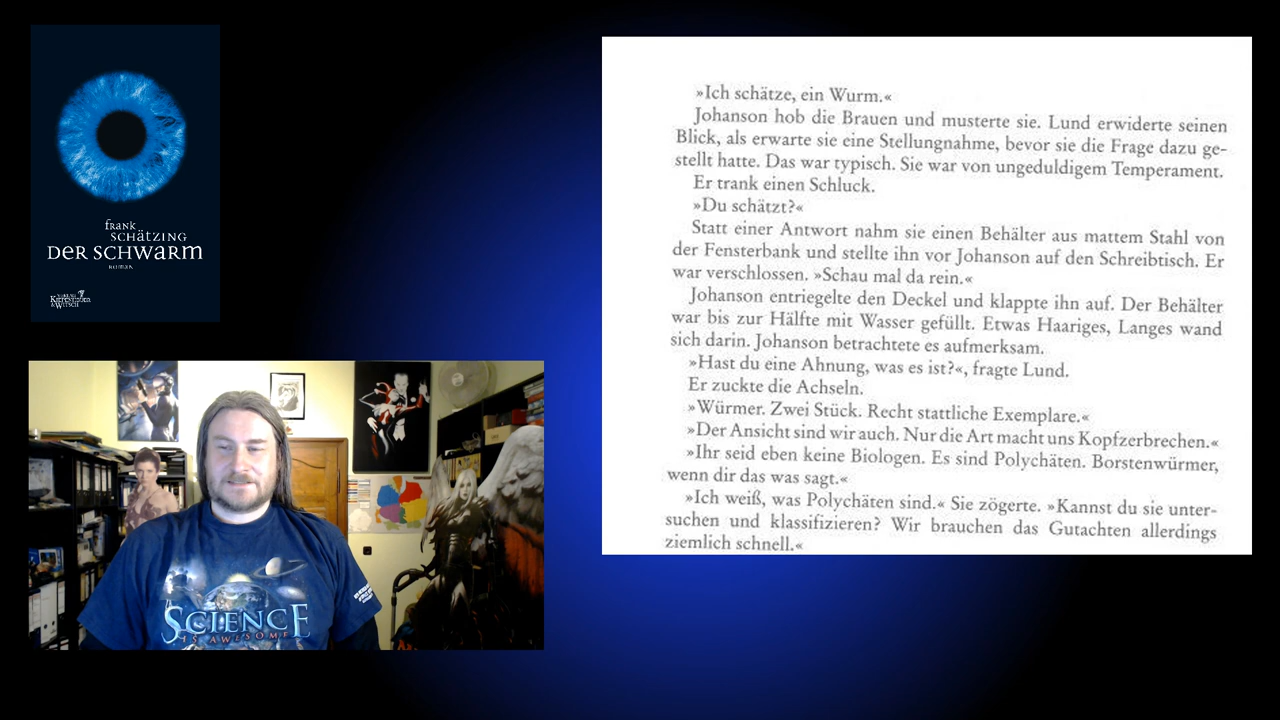 frank
schätzing
DER SCHWARM
ROMAN
VERLAG
KIEPENHEUER
& WITSCH
»Ich schätze, ein Wurm.«
Johanson hob die Brauen und musterte sie. Lund erwiderte seinen
Blick, als erwarte sie eine Stellungnahme, bevor sie die Frage dazu ge-
stellt hatte. Das war typisch. Sie war von ungeduldigem Temperament.
Er trank einen Schluck.
»Du schätzt?«
Statt einer Antwort nahm sie einen Behälter aus mattem Stahl von
der Fensterbank und stellte ihn vor Johanson auf den Schreibtisch. Er
war verschlossen. »Schau mal da rein.«
Johanson entriegelte den Deckel und klappte ihn auf. Der Behälter
war bis zur Hälfte mit Wasser gefüllt. Etwas Haariges, Langes wand
sich darin. Johanson betrachtete es aufmerksam.
»Hast du eine Ahnung, was es ist?«, fragte Lund.
Er zuckte die Achseln.
»Würmer. Zwei Stück. Recht stattliche Exemplare.«
»Der Ansicht sind wir auch. Nur die Art macht uns Kopfzerbrechen.«
»Ihr seid eben keine Biologen. Es sind Polychäten. Borstenwürmer,
wenn dir das was sagt.«
»Ich weiß, was Polychäten sind.« Sie zögerte. »Kannst du sie unter-
suchen und klassifizieren? Wir brauchen das Gutachten allerdings
ziemlich schnell.«
SCIENCE
IS AWESOME